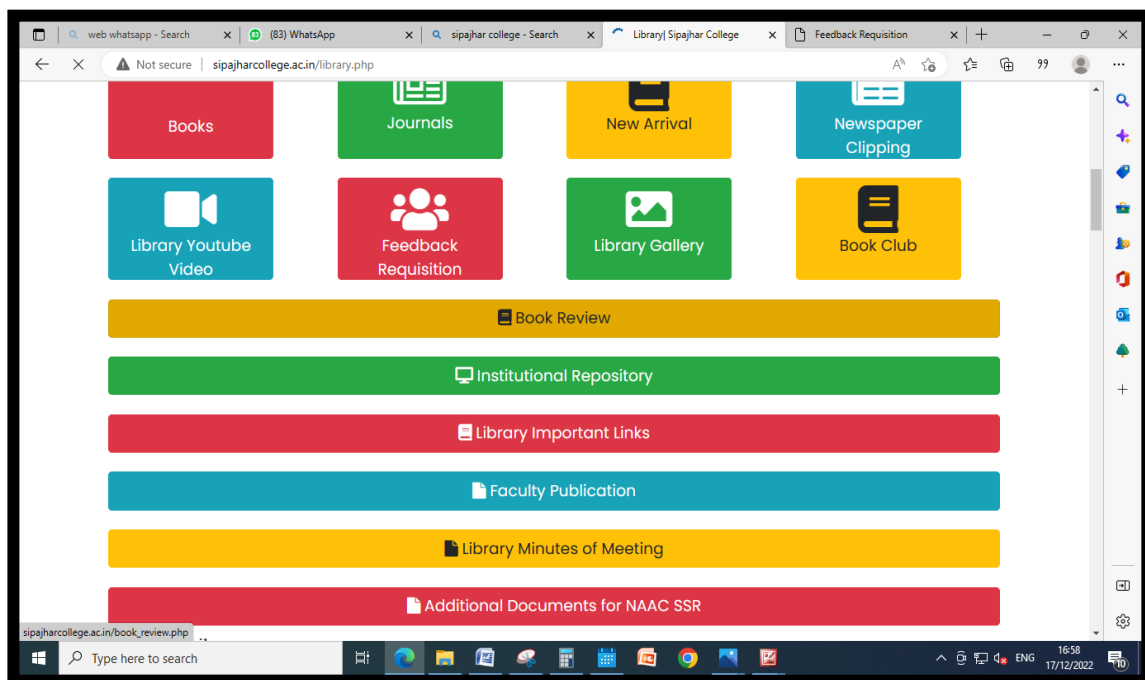 web whatsapp - Search
(83) WhatsApp
sipajhar college - Search
Library| Sipajhar College
Feedback Requisition
Not secure
sipajharcollege.ac.in/library.php
Books
Journals
New Arrival
Newspaper
Clipping
Library Youtube
Video
Feedback
Requisition
Library Gallery
Book Club
Book Review
Institutional Repository
Library Important Links
Faculty Publication
Library Minutes of Meeting
Additional Documents for NAAC SSR
sipajharcollege.ac.in/book_review.php
Type here to search
ENG
16:58
17/12/2022
10